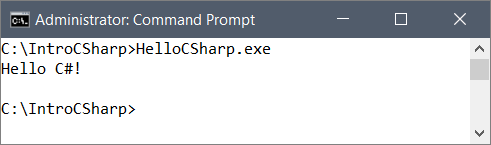 Administrator: Command Prompt
C:\IntroCSharp>HelloCSharp.exe
Hello C#!
C:\IntroCSharp>